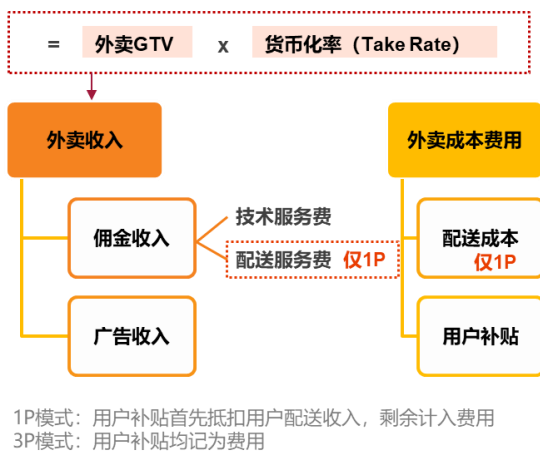 = 外卖GTV x 货币化率（Take Rate）
外卖收入 外卖成本费用
佣金收入 技术服务费 配送成本
配送服务费 仅1P 仅1P
广告收入 用户补贴
1P模式：用户补贴首先抵扣用户配送收入，剩余计入费用
3P模式：用户补贴均记为费用